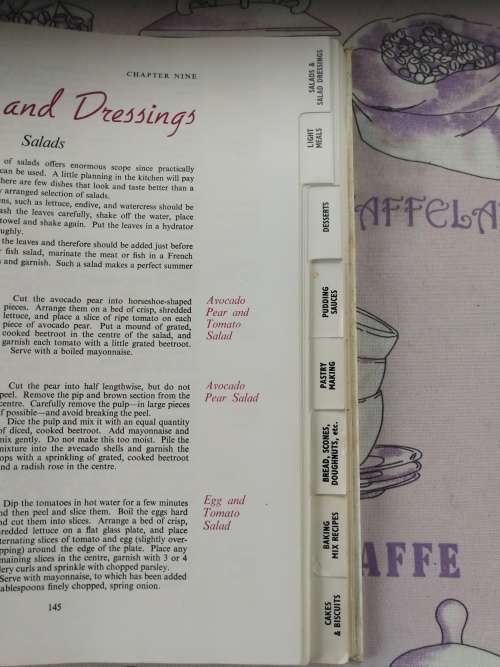 CHAPTER NINE
and Dressings
Salads
of salads offers enormous scope since practically
can be used. A little planning in the kitchen will pay
here are few dishes that look and taste better than a
y arranged selection of salads.
ens, such as lettuce, endive, and watercress should be
ash the leaves carefully, shake off the water, place
towel and shake again. Put the leaves in a hydrator
oughly.
the leaves and therefore should be added just before
r fish salad, marinate the meat or fish in a French
s and garnish. Such a salad makes a perfect summer
Avocado
Pear and
Tomato
Salad
Cut the avocado pear into horseshoe-shaped
pieces. Arrange them on a bed of crisp, shredded
lettuce, and place a slice of ripe tomato on each
piece of avocado pear. Put a mound of grated,
cooked beetroot in the centre of the salad, and
garnish each tomato with a little grated beetroot.
Serve with a boiled mayonnaise.
Avocado
Pear Salad
Cut the pear into half lengthwise, but do not
peel. Remove the pip and brown section from the
centre. Carefully remove the pulp—in large pieces
f possible—and avoid breaking the peel.
Dice the pulp and mix it with an equal quantity
of diced, cooked beetroot. Add mayonnaise and
mix gently. Do not make this too moist. Pile the
mixture into the avecado shells and garnish the
ops with a sprinkling of grated, cooked beetroot
and a radish rose in the centre.
Egg and
Tomato
Salad
Dip the tomatoes in hot water for a few minutes
nd then peel and slice them. Boil the eggs hard
nd cut them into slices. Arrange a bed of crisp,
hredded lettuce on a flat glass plate, and place
ternating slices of tomato and egg (slightly over-
pping) around the edge of the plate. Place any
maining slices in the centre, garnish with 3 or 4
lery curls and sprinkle with chopped parsley.
Serve with mayonnaise, to which has been added
ablespoons finely chopped, spring onion.
145
SALADS &
SALAD DRESSINGS
LIGHT
MEALS
DESSERTS
PUDDING
SAUCES
PASTRY
MAKING
BREAD, SCONES,
DOUGHNUTS, etc.
BAKING
MIX RECIPES
CAKES
& BISCUITS
AFFELA
AFFE